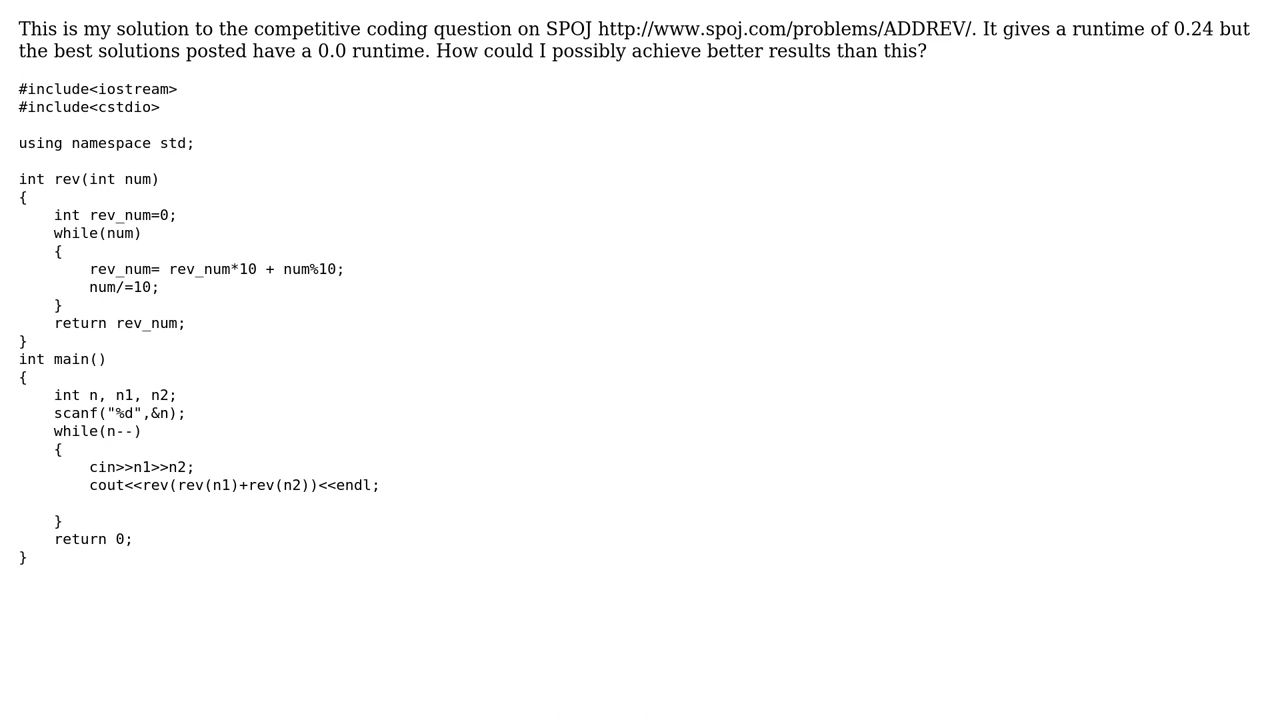 This is my solution to the competitive coding question on SPOJ http://www.spoj.com/problems/ADDREV/. It gives a runtime of 0.24 but
the best solutions posted have a 0.0 runtime. How could I possibly achieve better results than this?
#include<iostream>
#include<cstdio>
using namespace std;
int rev(int num)
{
    int rev_num=0;
    while(num)
    {
        rev_num= rev_num*10 + num%10;
        num/=10;
    }
    return rev_num;
}
int main()
{
    int n, n1, n2;
    scanf("%d",&n);
    while(n--)
    {
        cin>>n1>>n2;
        cout<<rev(rev(n1)+rev(n2))<<endl;
    }
    return 0;
}